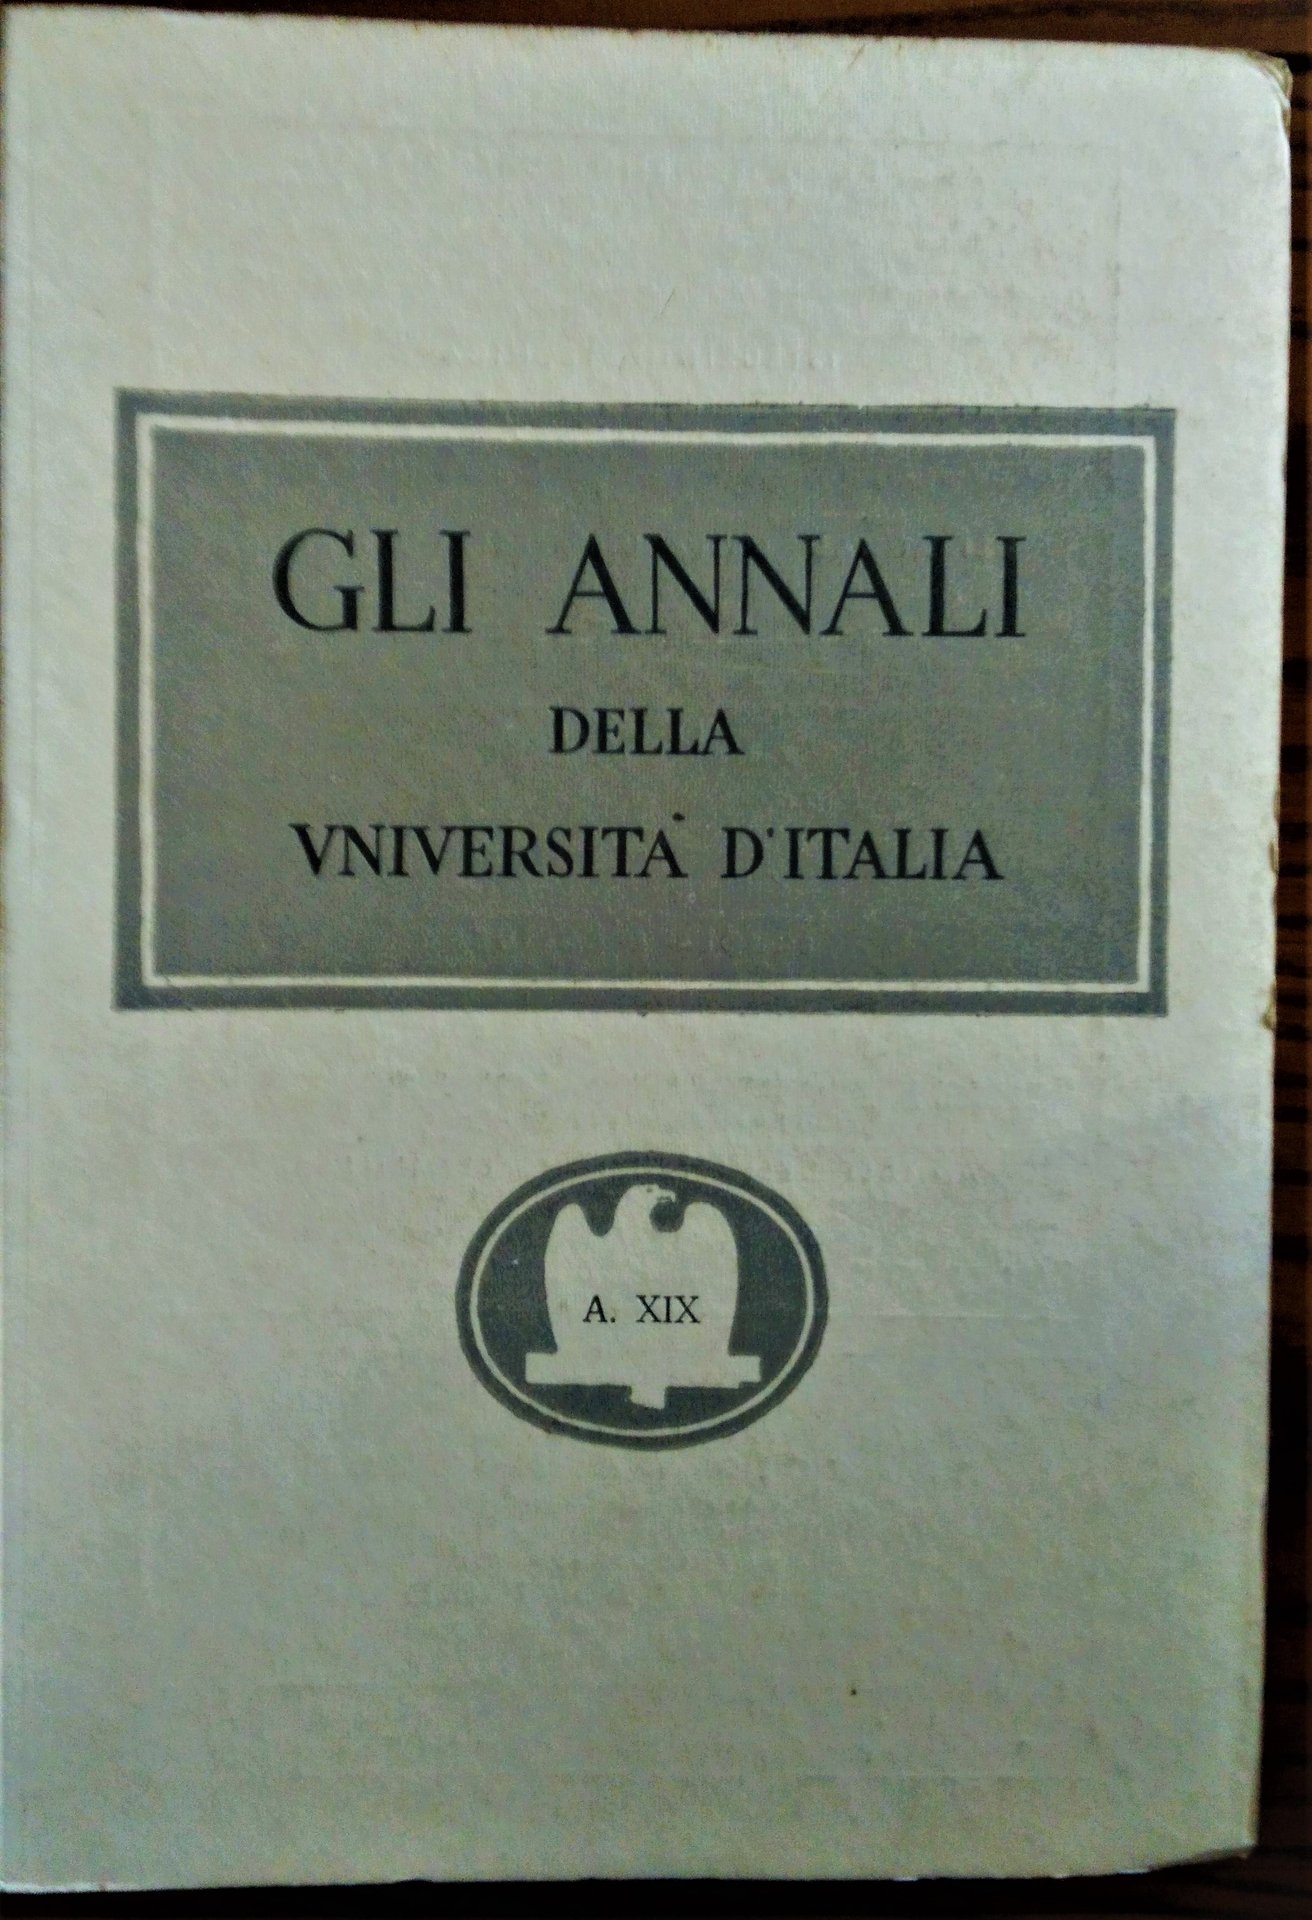 GLI ANNALI
DELLA
VNIVERSITÀ D'ITALIA
A. XIX